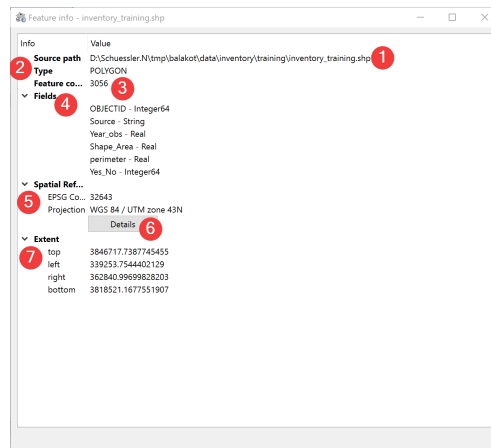 Feature info - inventory_training.shp
Info Value
Source path D:\Schuessler.N\tmp\balakot\data\inventory\training\inventory_training.shp 1
2 Type POLYGON
Feature co... 3056 3
Fields 4
OBJECTID - Integer64
Source - String
Year_obs - Real
Shape_Area - Real
perimeter - Real
Yes_No - Integer64
Spatial Ref...
5 EPSG Co... 32643
Projection WGS 84 / UTM zone 43N
Details 6
Extent
7 top 3846717.7387745455
left 339253.7544402129
right 362840.99699828203
bottom 3818521.1677551907